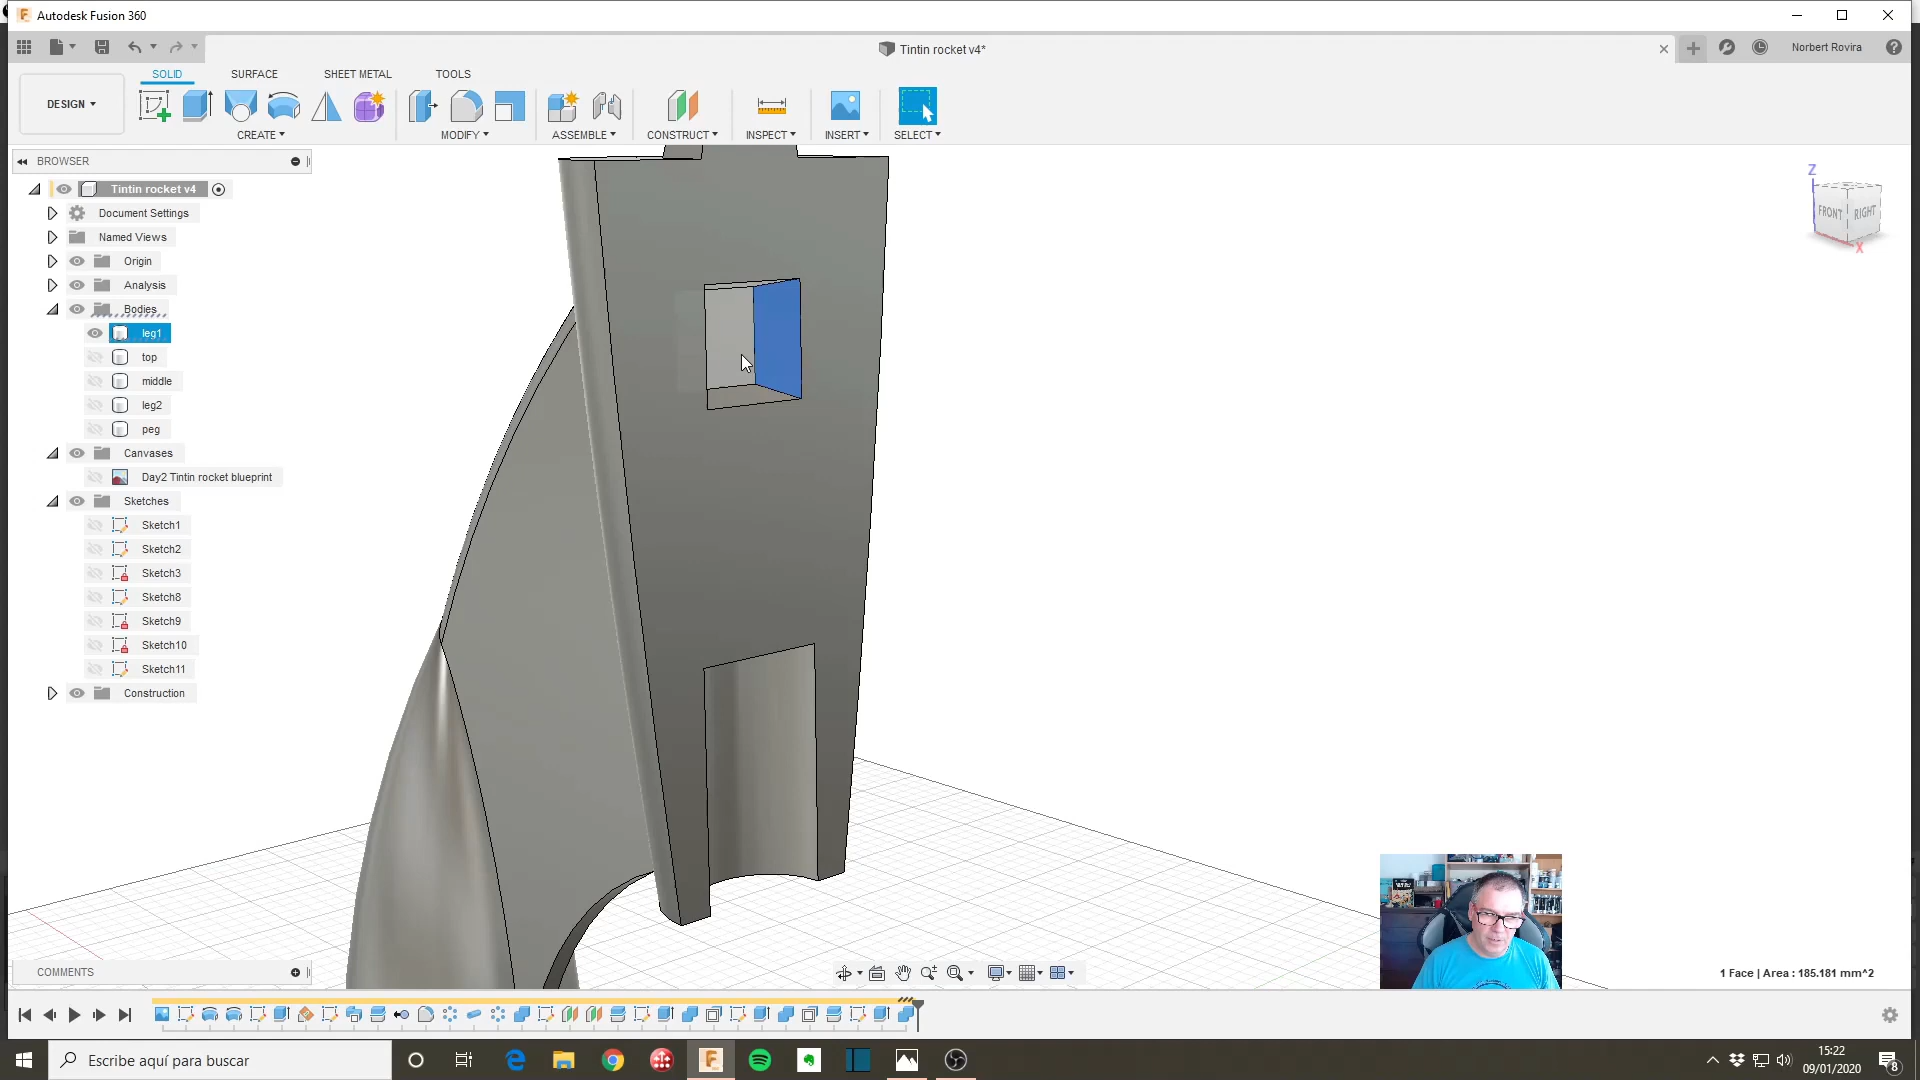 Autodesk Fusion 360
Tintin rocket v4*
Norbert Rovira
DESIGN
SOLID
SURFACE
SHEET METAL
TOOLS
CREATE
MODIFY
ASSEMBLE
CONSTRUCT
INSPECT
INSERT
SELECT
BROWSER
Tintin rocket v4
Document Settings
Named Views
Origin
Analysis
Bodies
leg1
top
middle
leg2
peg
Canvases
Day2 Tintin rocket blueprint
Sketches
Sketch1
Sketch2
Sketch3
Sketch8
Sketch9
Sketch10
Sketch11
Construction
Z
FRONT
RIGHT
X
COMMENTS
1 Face | Area : 185.181 mm^2
Escribe aquí para buscar
15:22
09/01/2020
8